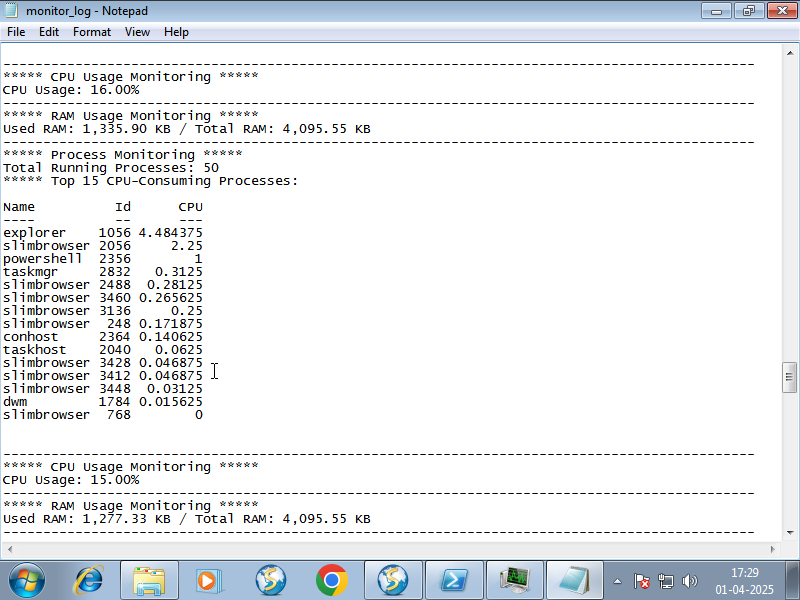 monitor_log - Notepad
File Edit Format View Help
----------------------------------------------------------------------------------------------
***** CPU Usage Monitoring *****
CPU Usage: 16.00%
----------------------------------------------------------------------------------------------
***** RAM Usage Monitoring *****
Used RAM: 1,335.90 KB / Total RAM: 4,095.55 KB
----------------------------------------------------------------------------------------------
***** Process Monitoring *****
Total Running Processes: 50
***** Top 15 CPU-Consuming Processes:
Name Id CPU
---- -- ---
explorer 1056 4.484375
slimbrowser 2056 2.25
powershell 2356 1
taskmgr 2832 0.3125
slimbrowser 2488 0.28125
slimbrowser 3460 0.265625
slimbrowser 3136 0.25
slimbrowser 248 0.171875
conhost 2364 0.140625
taskhost 2040 0.0625
slimbrowser 3428 0.046875
slimbrowser 3412 0.046875
slimbrowser 3448 0.03125
dwm 1784 0.015625
slimbrowser 768 0
----------------------------------------------------------------------------------------------
***** CPU Usage Monitoring *****
CPU Usage: 15.00%
----------------------------------------------------------------------------------------------
***** RAM Usage Monitoring *****
Used RAM: 1,277.33 KB / Total RAM: 4,095.55 KB
----------------------------------------------------------------------------------------------
17:29
01-04-2025